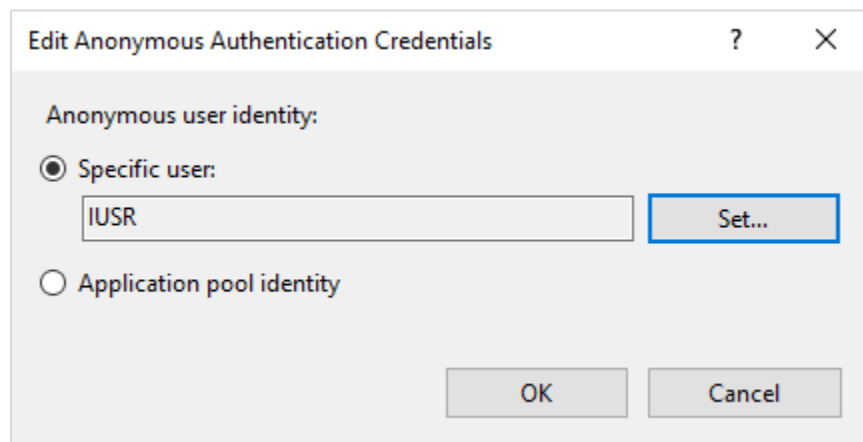 Edit Anonymous Authentication Credentials ?
Anonymous user identity:
Specific user:
IUSR Set...
Application pool identity
OK Cancel